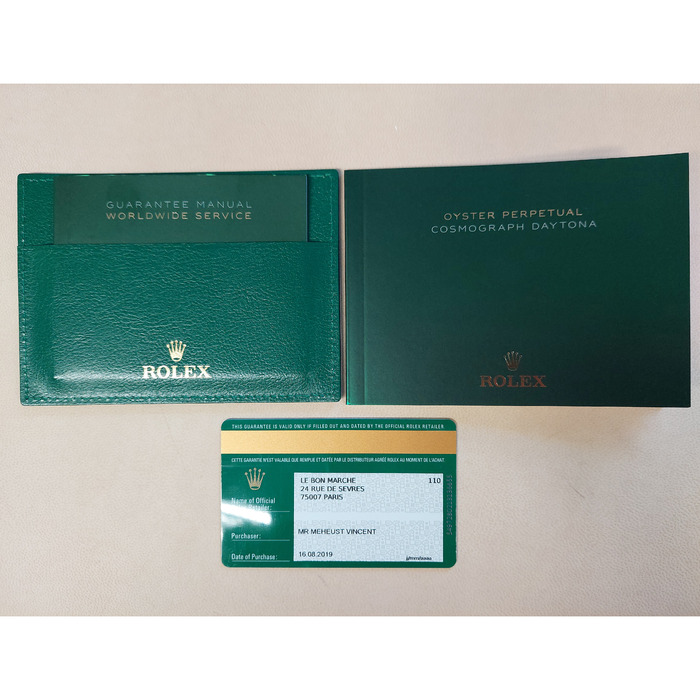 GUARANTEE MANUAL
WORLDWIDE SERVICE
ROLEX
OYSTER PERPETUAL
COSMOGRAPH DAYTONA
ROLEX
THIS GUARANTEE IS VALID ONLY IF FILLED OUT AND DATED BY THE OFFICIAL ROLEX RETAILER
CETTE GARANTIE N'EST VALABLE QUE REMPLIE ET DATÉE PAR LE DISTRIBUTEUR AGRÉÉ ROLEX AU MOMENT DE L'ACHAT.
LE BON MARCHE 110
24 RUE DE SEVRES
75007 PARIS
Name of Official
Retailer:
Purchaser: MR MEHEUST VINCENT
Date of Purchase: 16.08.2019